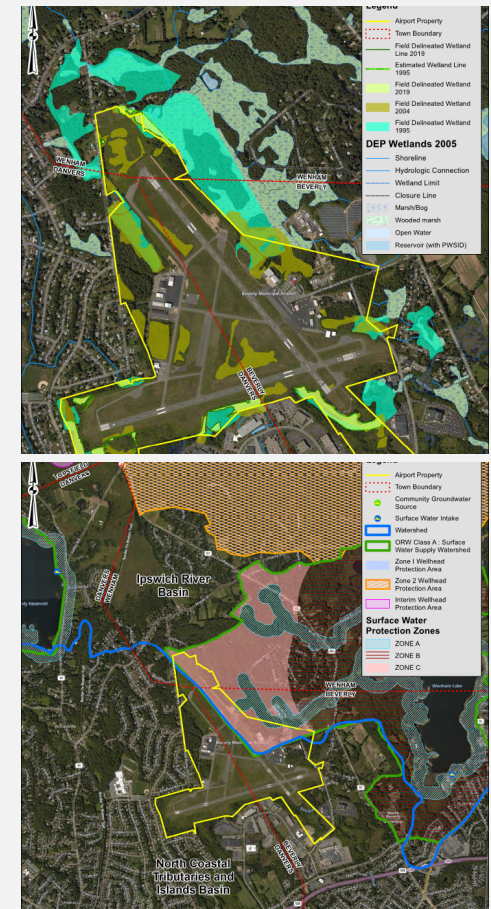 Legend
Airport Property
Town Boundary
Field Delineated Wetland
Line 2019
Estimated Wetland Line
1995
Field Delineated Wetland
2019
Field Delineated Wetland
2004
Field Delineated Wetland
1995
DEP Wetlands 2005
Shoreline
Hydrologic Connection
Wetland Limit
Closure Line
Marsh/Bog
Wooded marsh
Open Water
Reservoir (with PWSID)
WENHAM
DANVERS
WENHAM
BEVERLY
Beverly Municipal Airport
BEVERLY
DANVERS
Legend
Airport Property
Town Boundary
Community Groundwater
Source
Surface Water Intake
Watershed
ORW Class A : Surface
Water Supply Watershed
Zone I Wellhead
Protection Area
Zone 2 Wellhead
Protection Area
Interim Wellhead
Protection Area
Surface Water
Protection Zones
ZONE A
ZONE B
ZONE C
TOPSFIELD
DANVERS
Ipswich River
Basin
DANVERS
WENHAM
WENHAM
BEVERLY
Wenham Lake
BEVERLY
DANVERS
North Coastal
Tributaries and
Islands Basin